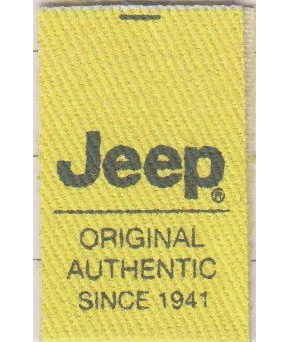 Jeep®
ORIGINAL
AUTHENTIC
SINCE 1941